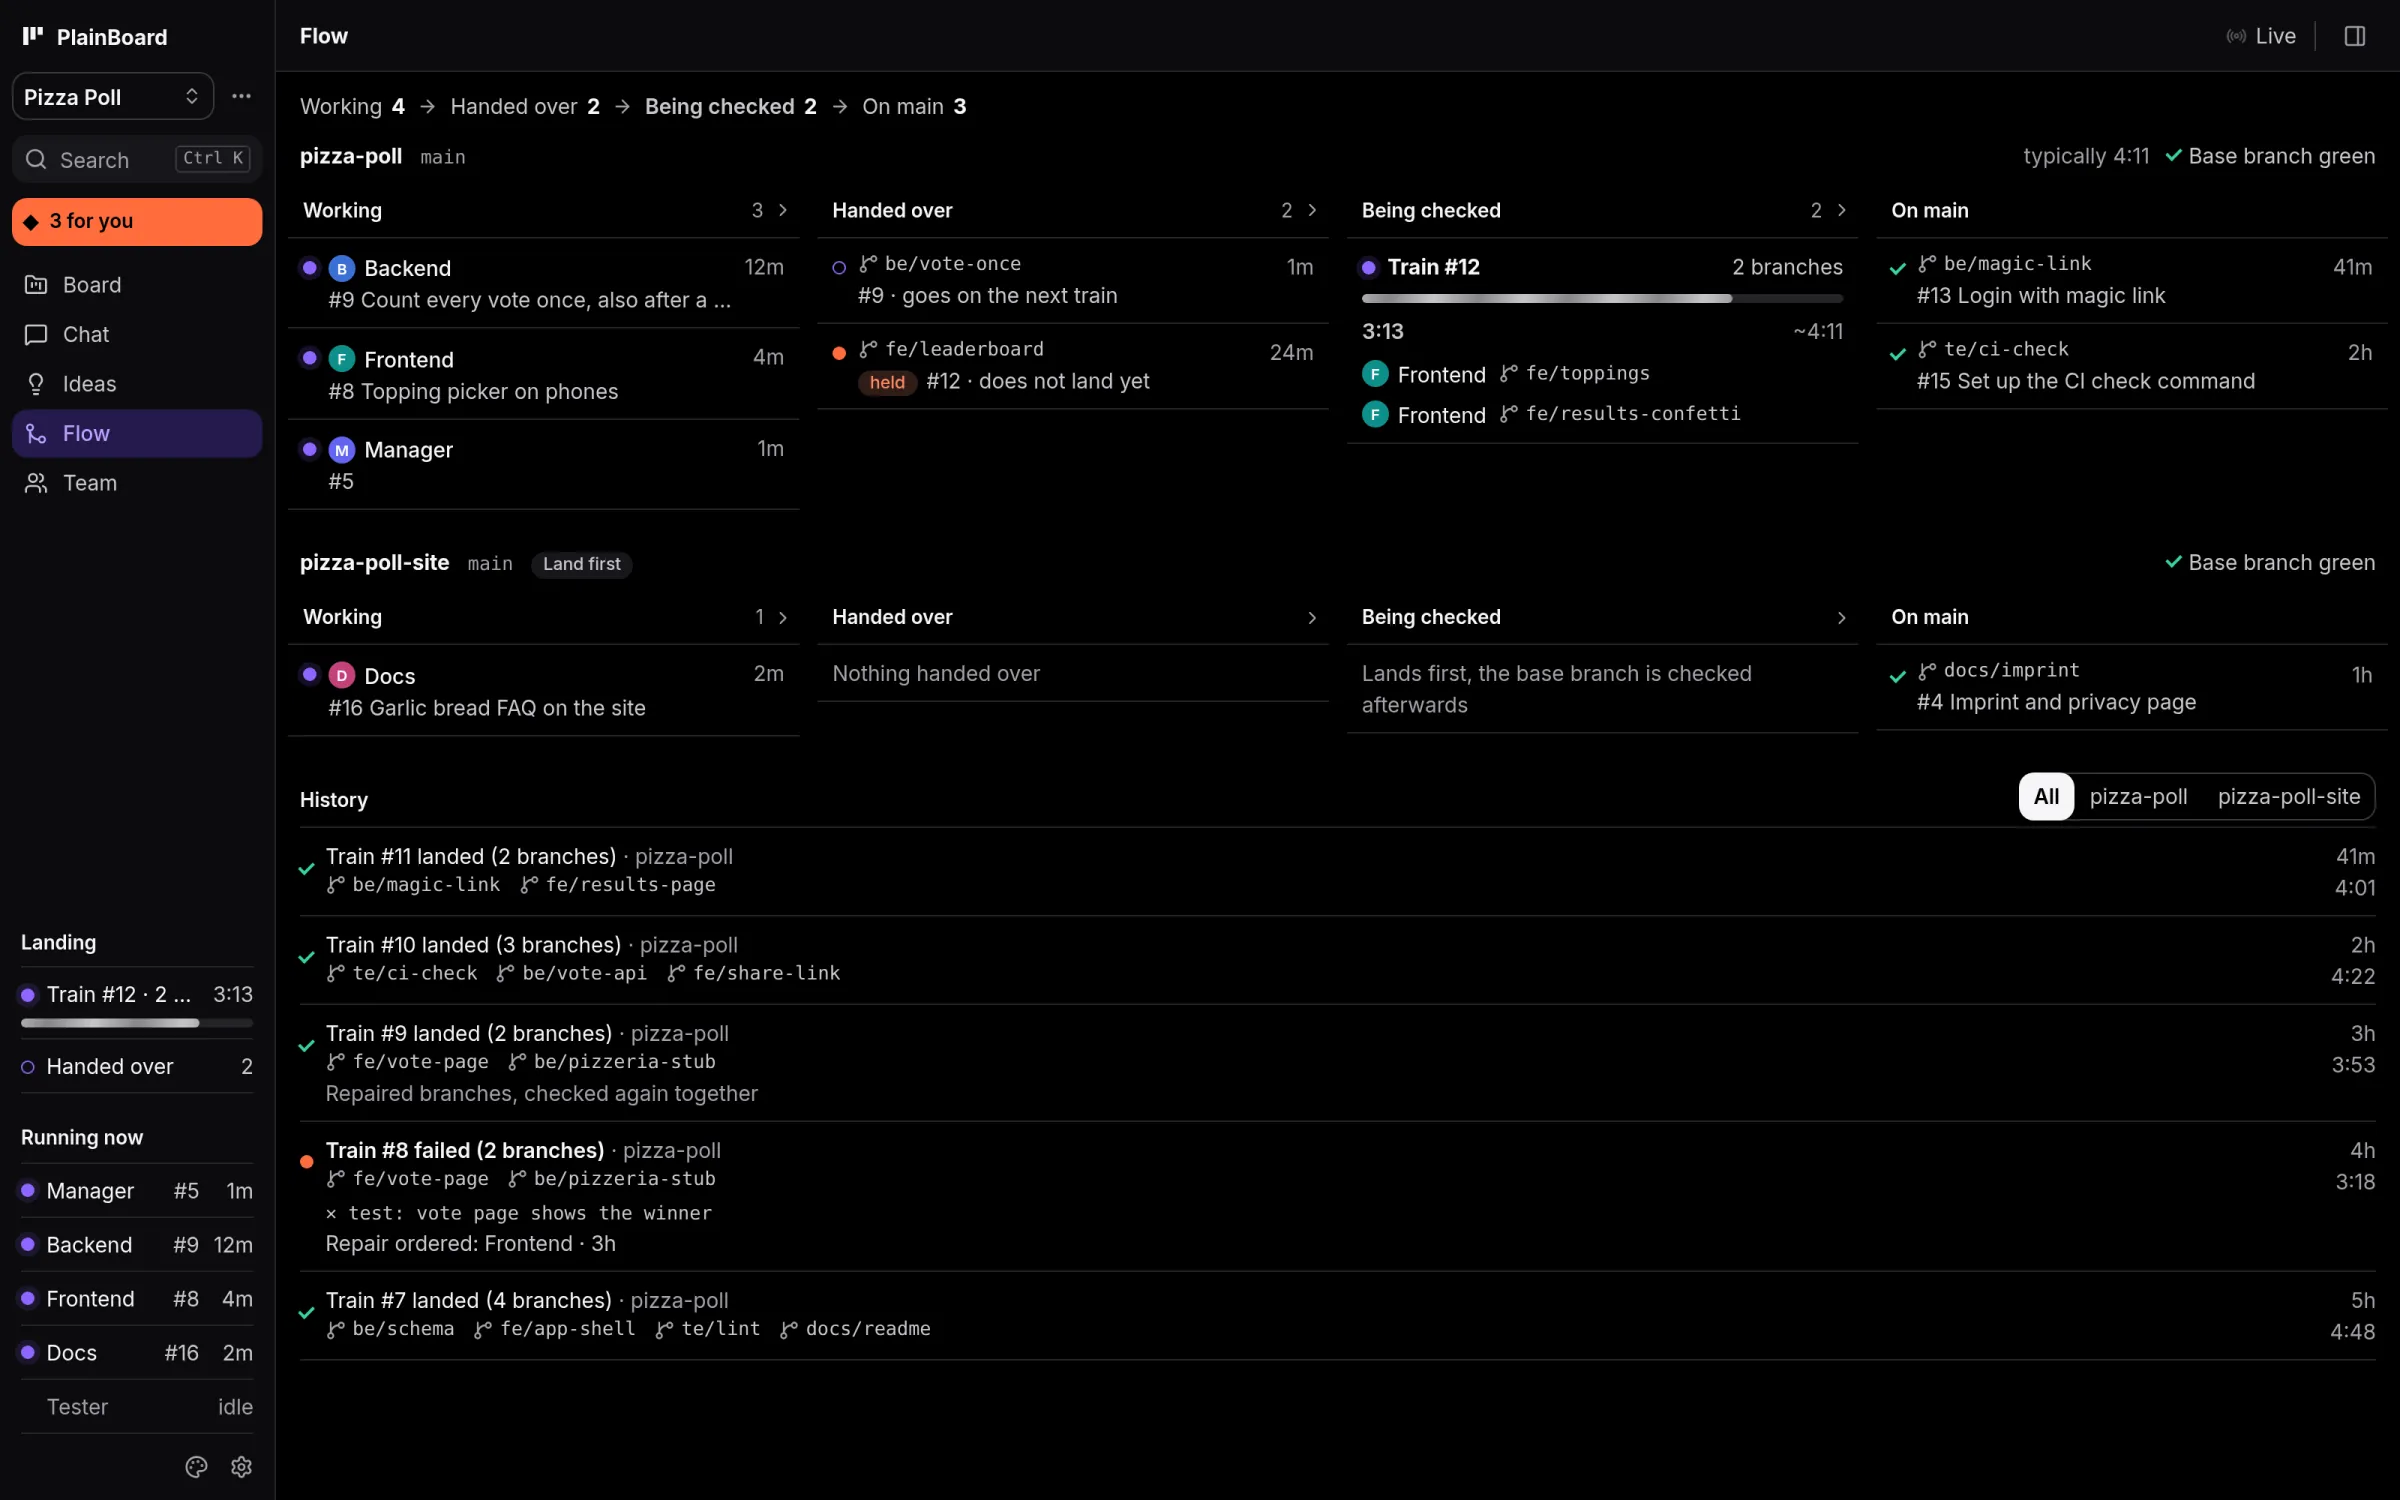 PlainBoard
Pizza Poll
Search Ctrl K
3 for you
Board
Chat
Ideas
Flow
Team
Landing
Train #12 · 2 ... 3:13
Handed over 2
Running now
Manager #5 1m
Backend #9 12m
Frontend #8 4m
Docs #16 2m
Tester idle
Flow
Live
Working 4 → Handed over 2 → Being checked 2 → On main 3
pizza-poll main
typically 4:11 Base branch green
Working 3
B Backend 12m
#9 Count every vote once, also after a ...
F Frontend 4m
#8 Topping picker on phones
M Manager 1m
#5
Handed over 2
be/vote-once 1m
#9 · goes on the next train
fe/leaderboard 24m
held #12 · does not land yet
Being checked 2
Train #12 2 branches
3:13 ~4:11
F Frontend fe/toppings
F Frontend fe/results-confetti
On main
be/magic-link 41m
#13 Login with magic link
te/ci-check 2h
#15 Set up the CI check command
pizza-poll-site main Land first
Base branch green
Working 1
D Docs 2m
#16 Garlic bread FAQ on the site
Handed over
Nothing handed over
Being checked
Lands first, the base branch is checked
afterwards
On main
docs/imprint 1h
#4 Imprint and privacy page
History
All pizza-poll pizza-poll-site
Train #11 landed (2 branches) · pizza-poll 41m
be/magic-link fe/results-page 4:01
Train #10 landed (3 branches) · pizza-poll 2h
te/ci-check be/vote-api fe/share-link 4:22
Train #9 landed (2 branches) · pizza-poll 3h
fe/vote-page be/pizzeria-stub 3:53
Repaired branches, checked again together
Train #8 failed (2 branches) · pizza-poll 4h
fe/vote-page be/pizzeria-stub 3:18
× test: vote page shows the winner
Repair ordered: Frontend · 3h
Train #7 landed (4 branches) · pizza-poll 5h
be/schema fe/app-shell te/lint docs/readme 4:48